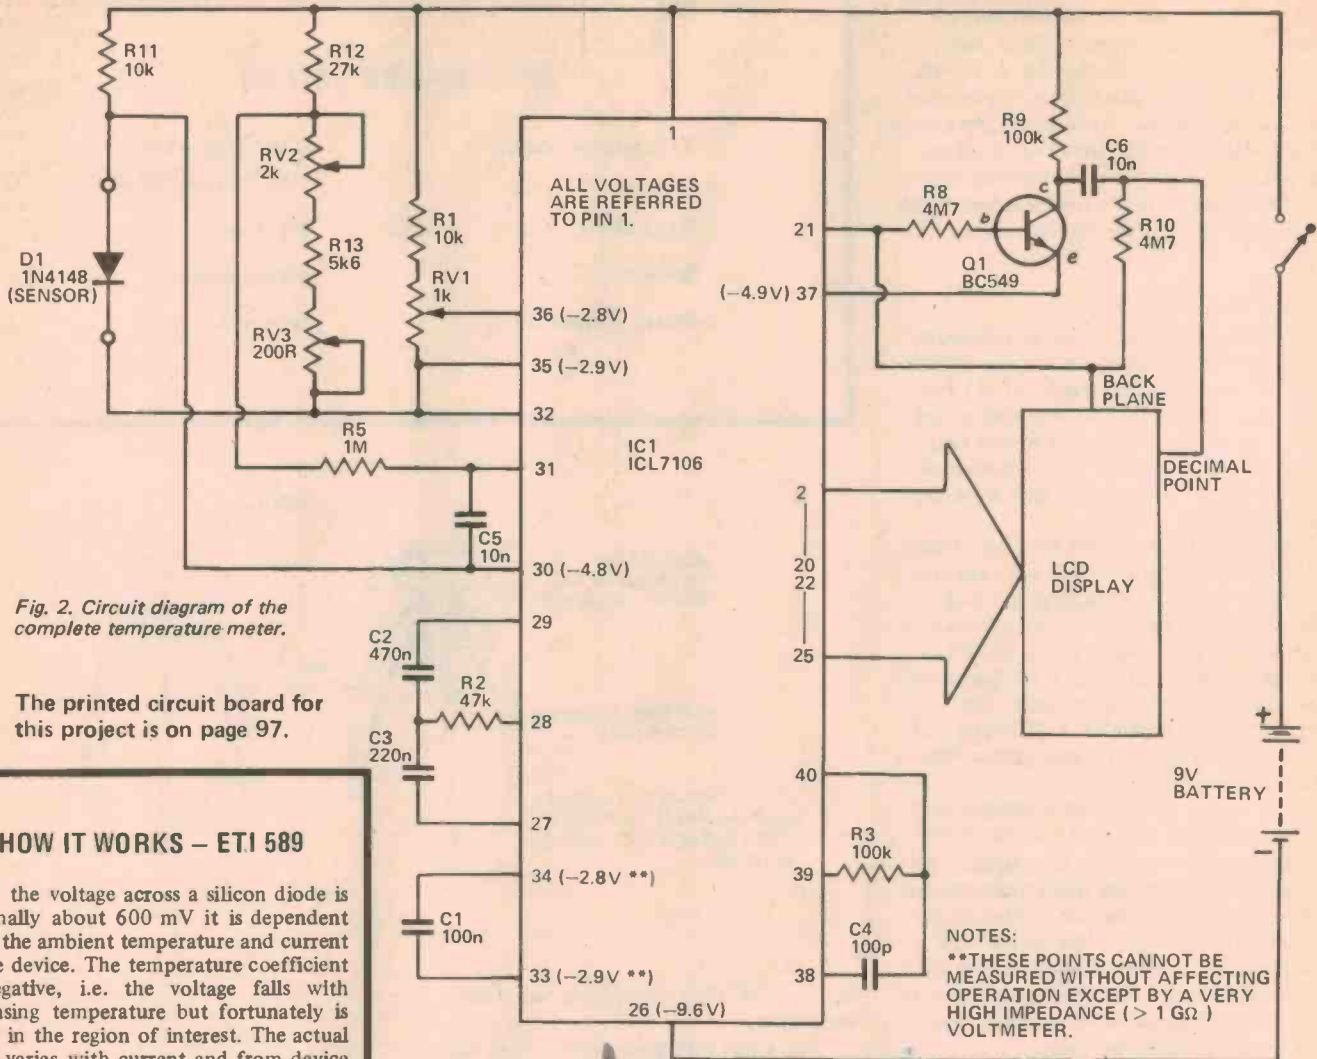 R11
10k
R12
27k
RV2
2k
R13
5k6
RV3
200R
R1
10k
RV1
1k
D1
1N4148
(SENSOR)
R5
1M
C5
10n
1
ALL VOLTAGES
ARE REFERRED
TO PIN 1.
36 (−2.8V)
35 (−2.9V)
32
31
30 (−4.8V)
29
28
27
34 (−2.8V **)
33 (−2.9V **)
26 (−9.6V)
IC1
ICL7106
21
(−4.9V) 37
2
20
22
25
40
39
38
R8
4M7
R9
100k
C6
10n
b
c
e
Q1
BC549
R10
4M7
BACK
PLANE
DECIMAL
POINT
LCD
DISPLAY
+
9V
BATTERY
−
R3
100k
C4
100p
C2
470n
R2
47k
C3
220n
C1
100n
NOTES:
**THESE POINTS CANNOT BE
MEASURED WITHOUT AFFECTING
OPERATION EXCEPT BY A VERY
HIGH IMPEDANCE (> 1 GΩ )
VOLTMETER.
Fig. 2. Circuit diagram of the
complete temperature meter.
The printed circuit board for
this project is on page 97.
HOW IT WORKS – ETI 589
the voltage across a silicon diode is
nally about 600 mV it is dependent
the ambient temperature and current
e device. The temperature coefficient
gative, i.e. the voltage falls with
asing temperature but fortunately is
in the region of interest. The actual
varies with current and from device